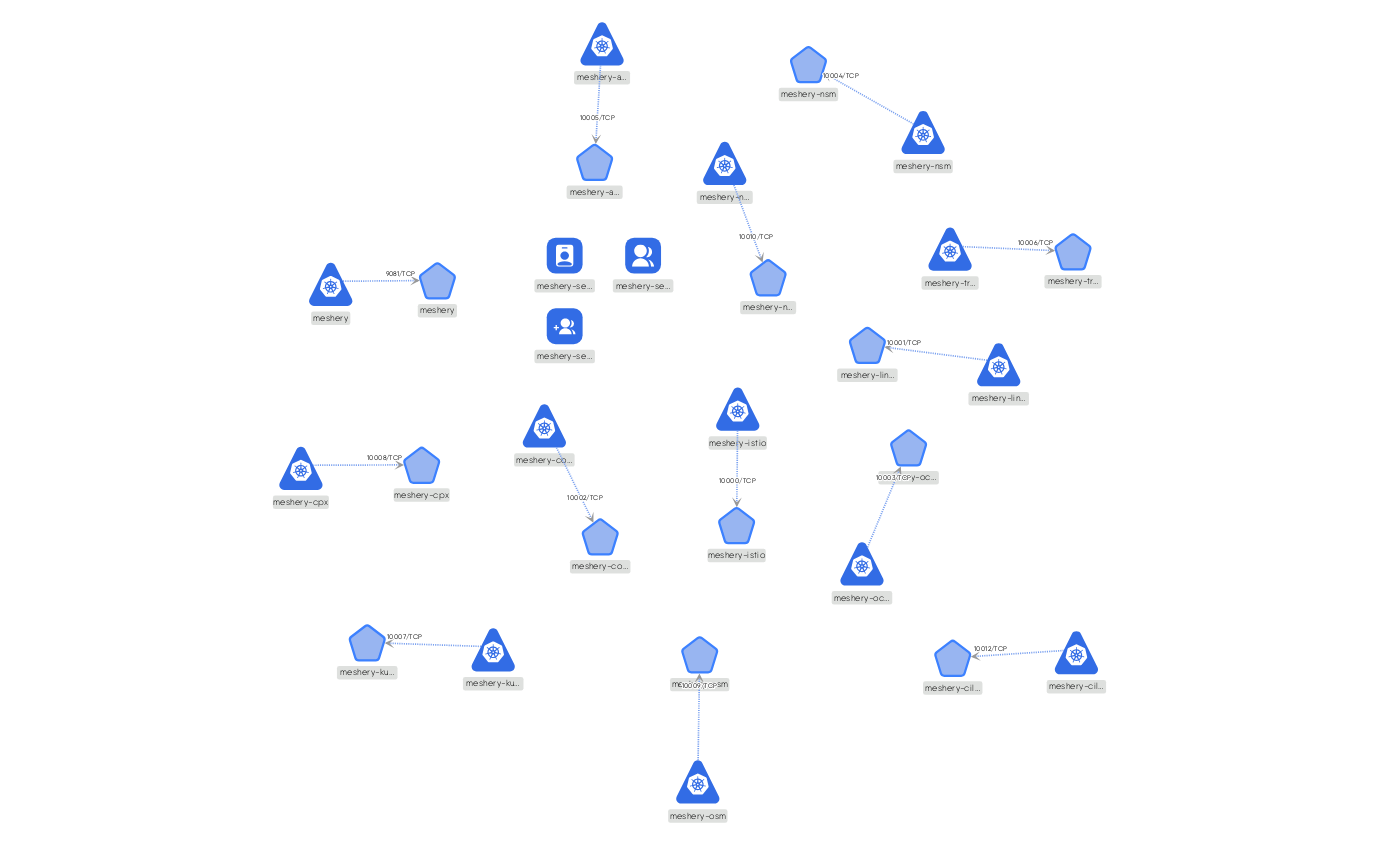 meshery-a...
10005/TCP
meshery-a...
10004/TCP
meshery-nsm
meshery-nsm
meshery-n...
10010/TCP
meshery-n...
10006/TCP
meshery-tr...
meshery-tr...
9081/TCP
meshery
meshery
meshery-se...
meshery-se...
meshery-se...
10001/TCP
meshery-lin...
meshery-lin...
meshery-istio
10000/TCP
meshery-istio
meshery-co...
10002/TCP
meshery-co...
10008/TCP
meshery-cpx
meshery-cpx
10003/TCP
y-oc...
meshery-oc...
10007/TCP
meshery-ku...
meshery-ku...
10009/TCP
sm
meshery-osm
10012/TCP
meshery-cil...
meshery-cil...